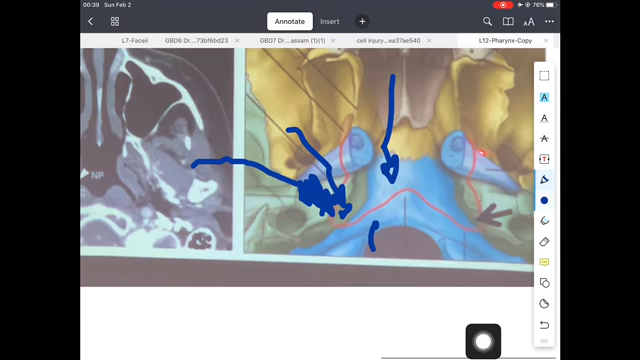 00:39 Sun Feb 2
76%
Annotate Insert
L7-Faceii
GBD6 Dr....73bf6bd23
GBD7 Dr....assam (1)(1)
cell injury....ea37ae540
L12-Pharynx-Copy
NP
A
A
A
T